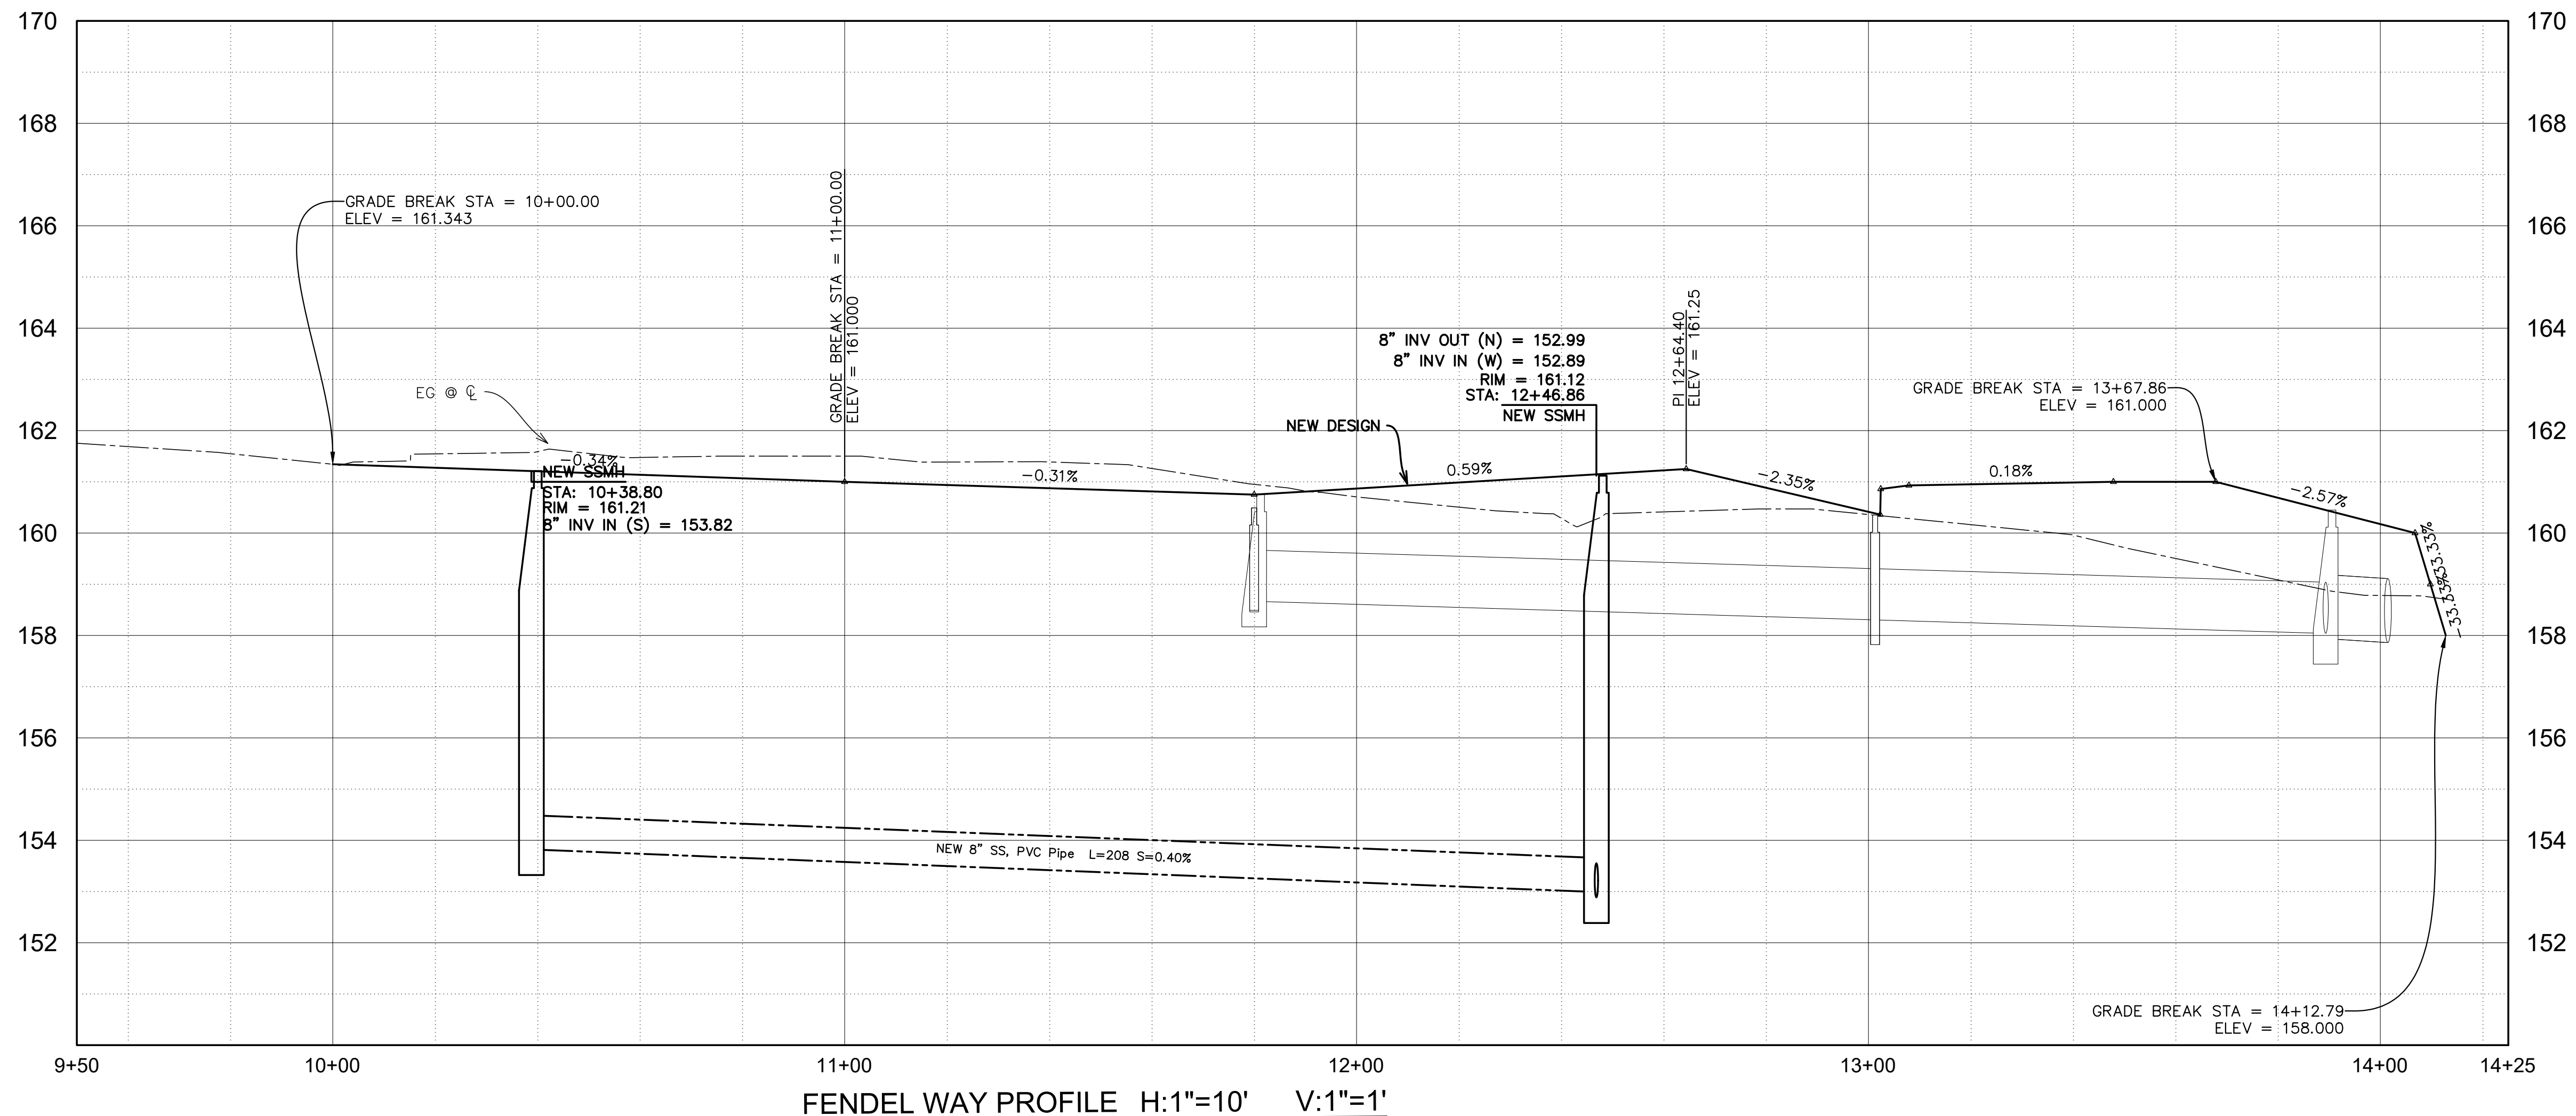 170
170
168
168
GRADE BREAK STA = 10+00.00
ELEV = 161.343
166
166
GRADE BREAK STA = 11+00.00
ELEV = 161.000
164
164
8" INV OUT (N) = 152.99
8" INV IN (W) = 152.89
RIM = 161.12
STA: 12+46.86
NEW SSMH
PI 12+64.40
ELEV = 161.25
GRADE BREAK STA = 13+67.86
ELEV = 161.000
EG @ ℄
162
162
NEW DESIGN
-0.34%
-0.31%
0.59%
-2.35%
0.18%
-2.57%
NEW SSMH
STA: 10+38.80
RIM = 161.21
8" INV IN (S) = 153.82
160
160
-33.33%
-33.33%
158
158
156
156
154
154
NEW 8" SS, PVC Pipe L=208 S=0.40%
152
152
GRADE BREAK STA = 14+12.79
ELEV = 158.000
9+50
10+00
11+00
12+00
13+00
14+00
14+25
FENDEL WAY PROFILE H:1"=10' V:1"=1'